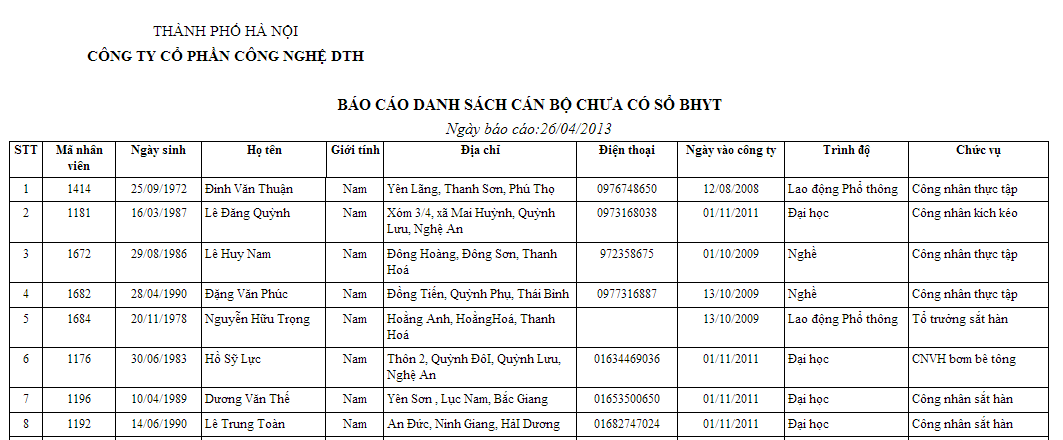 THÀNH PHỐ HÀ NỘI
CÔNG TY CỔ PHẦN CÔNG NGHỆ DTH
BÁO CÁO DANH SÁCH CÁN BỘ CHƯA CÓ SỔ BHYT
Ngày báo cáo:26/04/2013
STT Mã nhân viên Ngày sinh Họ tên Giới tính Địa chỉ Điện thoại Ngày vào công ty Trình độ Chức vụ
1 1414 25/09/1972 Đinh Văn Thuận Nam Yên Lãng, Thanh Sơn, Phú Thọ 0976748650 12/08/2008 Lao động Phổ thông Công nhân thực tập
2 1181 16/03/1987 Lê Đăng Quỳnh Nam Xóm 3/4, xã Mai Huỳnh, Quỳnh 0973168038 01/11/2011 Đại học Công nhân kích kéo
Lưu, Nghệ An
3 1672 29/08/1986 Lê Huy Nam Nam Đông Hoàng, Đông Sơn, Thanh 972358675 01/10/2009 Nghề Công nhân thực tập
Hoá
4 1682 28/04/1990 Đặng Văn Phúc Nam Đồng Tiến, Quỳnh Phụ, Thái Bình 0977316887 13/10/2009 Nghề Công nhân thực tập
5 1684 20/11/1978 Nguyễn Hữu Trọng Nam Hoằng Anh, HoằngHoá, Thanh 13/10/2009 Lao động Phổ thông Tổ trưởng sắt hàn
Hoá
6 1176 30/06/1983 Hồ Sỹ Lực Nam Thôn 2, Quỳnh ĐôI, Quỳnh Lưu, 01634469036 01/11/2011 Đại học CNVH bơm bê tông
Nghệ An
7 1196 10/04/1989 Dương Văn Thế Nam Yên Sơn , Lục Nam, Bắc Giang 01653500650 01/11/2011 Đại học Công nhân sắt hàn
8 1192 14/06/1990 Lê Trung Toàn Nam An Đức, Ninh Giang, HảI Dương 01682747024 01/11/2011 Đại học Công nhân sắt hàn